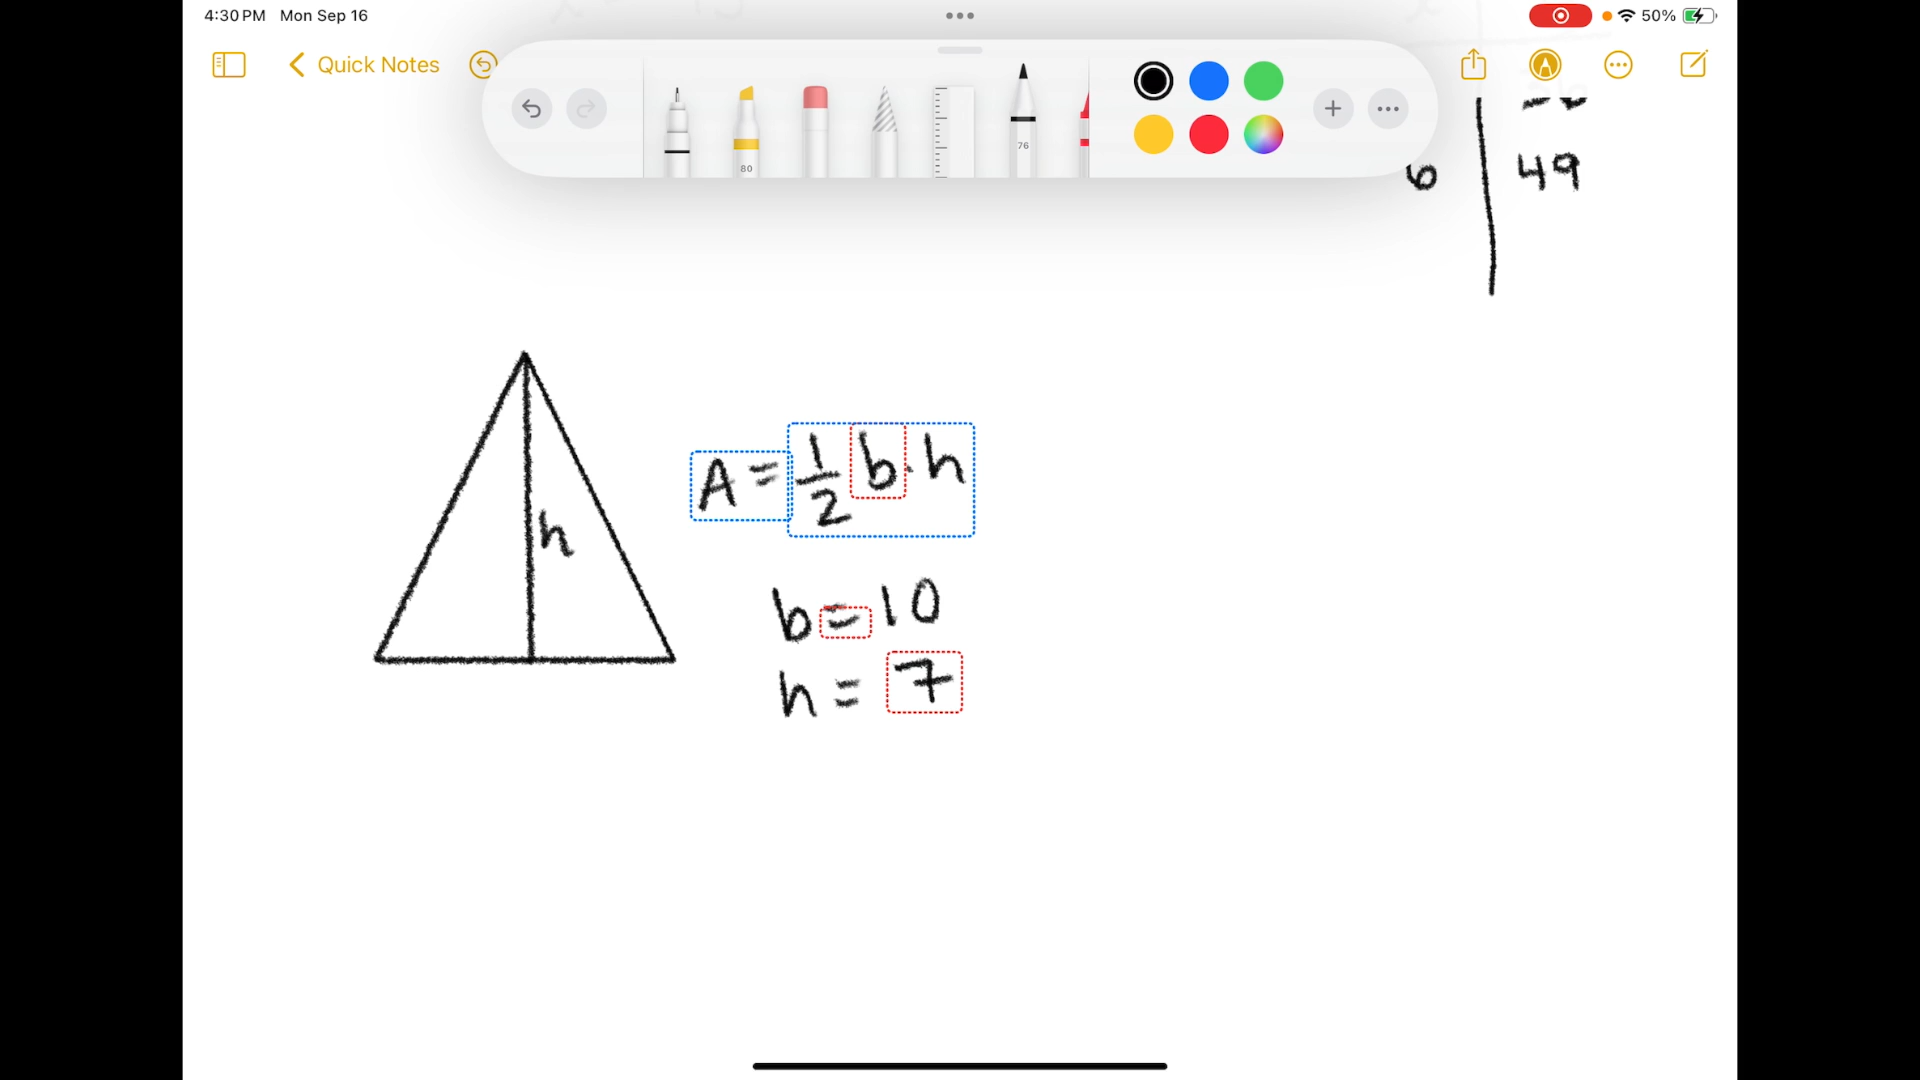 4:30 PM Mon Sep 16
50%
Quick Notes
80
76
6 49
h
A = 1/2 b · h
b = 10
h = 7